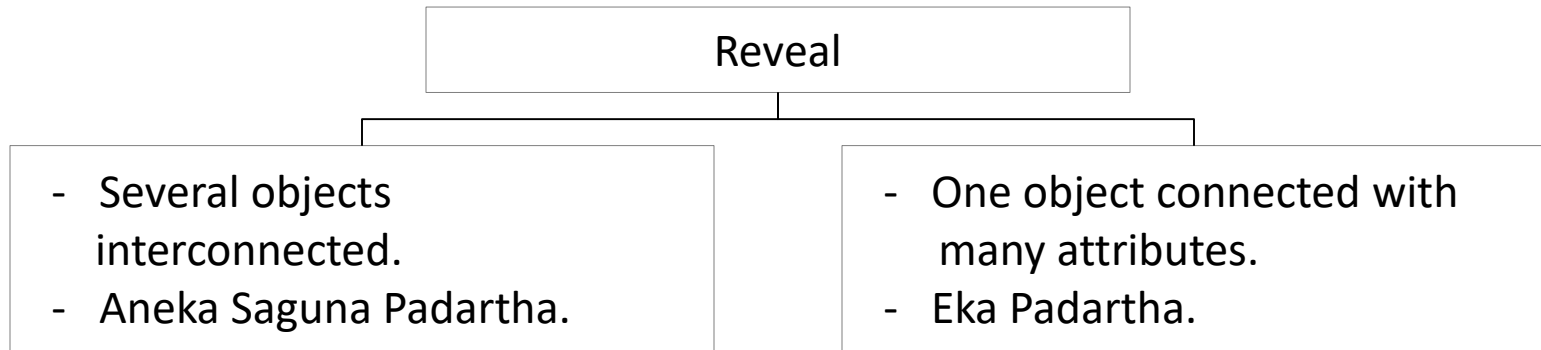 Reveal
- Several objects
interconnected.
- Aneka Saguna Padartha.
- One object connected with
many attributes.
- Eka Padartha.